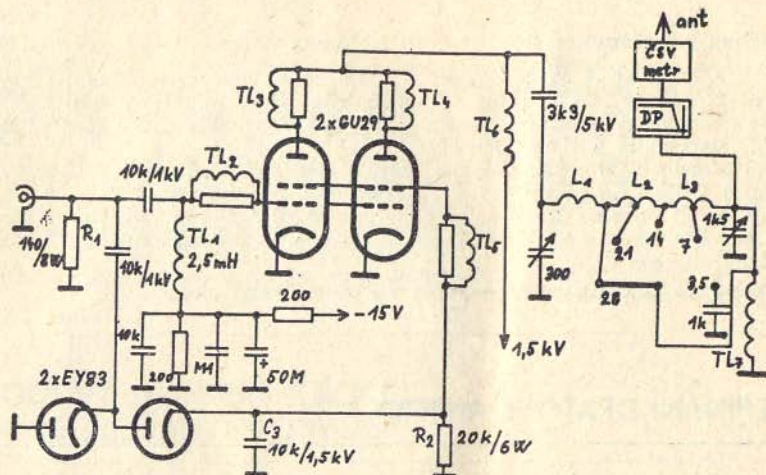 ant
ČSV
metr
DP
TL3
TL4
2xGU29
TL6
3k9/5kV
10k/1kV
TL2
L1
L2
L3
1k5
140/8W
R1
10k/1kV
TL1
2,5mH
TL5
300
21
14
7
28
3,5
1k
TL7
200
-15V
1,5 kV
10k
200
M1
+
50M
2xEY83
C3
10k/1,5kV
R2
20k/6W